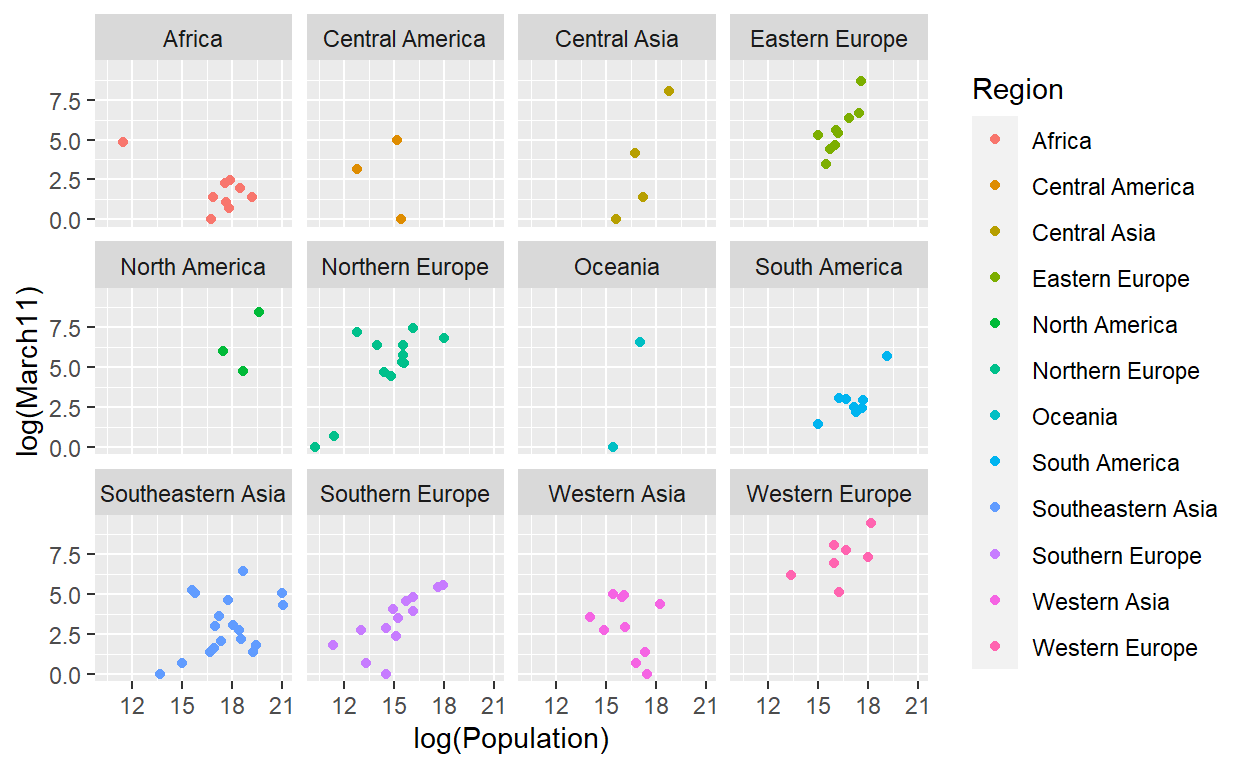 Africa
Central America
Central Asia
Eastern Europe
7.5
5.0
2.5
0.0
North America
Northern Europe
Oceania
South America
7.5
5.0
2.5
0.0
Southeastern Asia
Southern Europe
Western Asia
Western Europe
7.5
5.0
2.5
0.0
12 15 18 21
12 15 18 21
12 15 18 21
12 15 18 21
log(Population)
log(March11)
Region
Africa
Central America
Central Asia
Eastern Europe
North America
Northern Europe
Oceania
South America
Southeastern Asia
Southern Europe
Western Asia
Western Europe